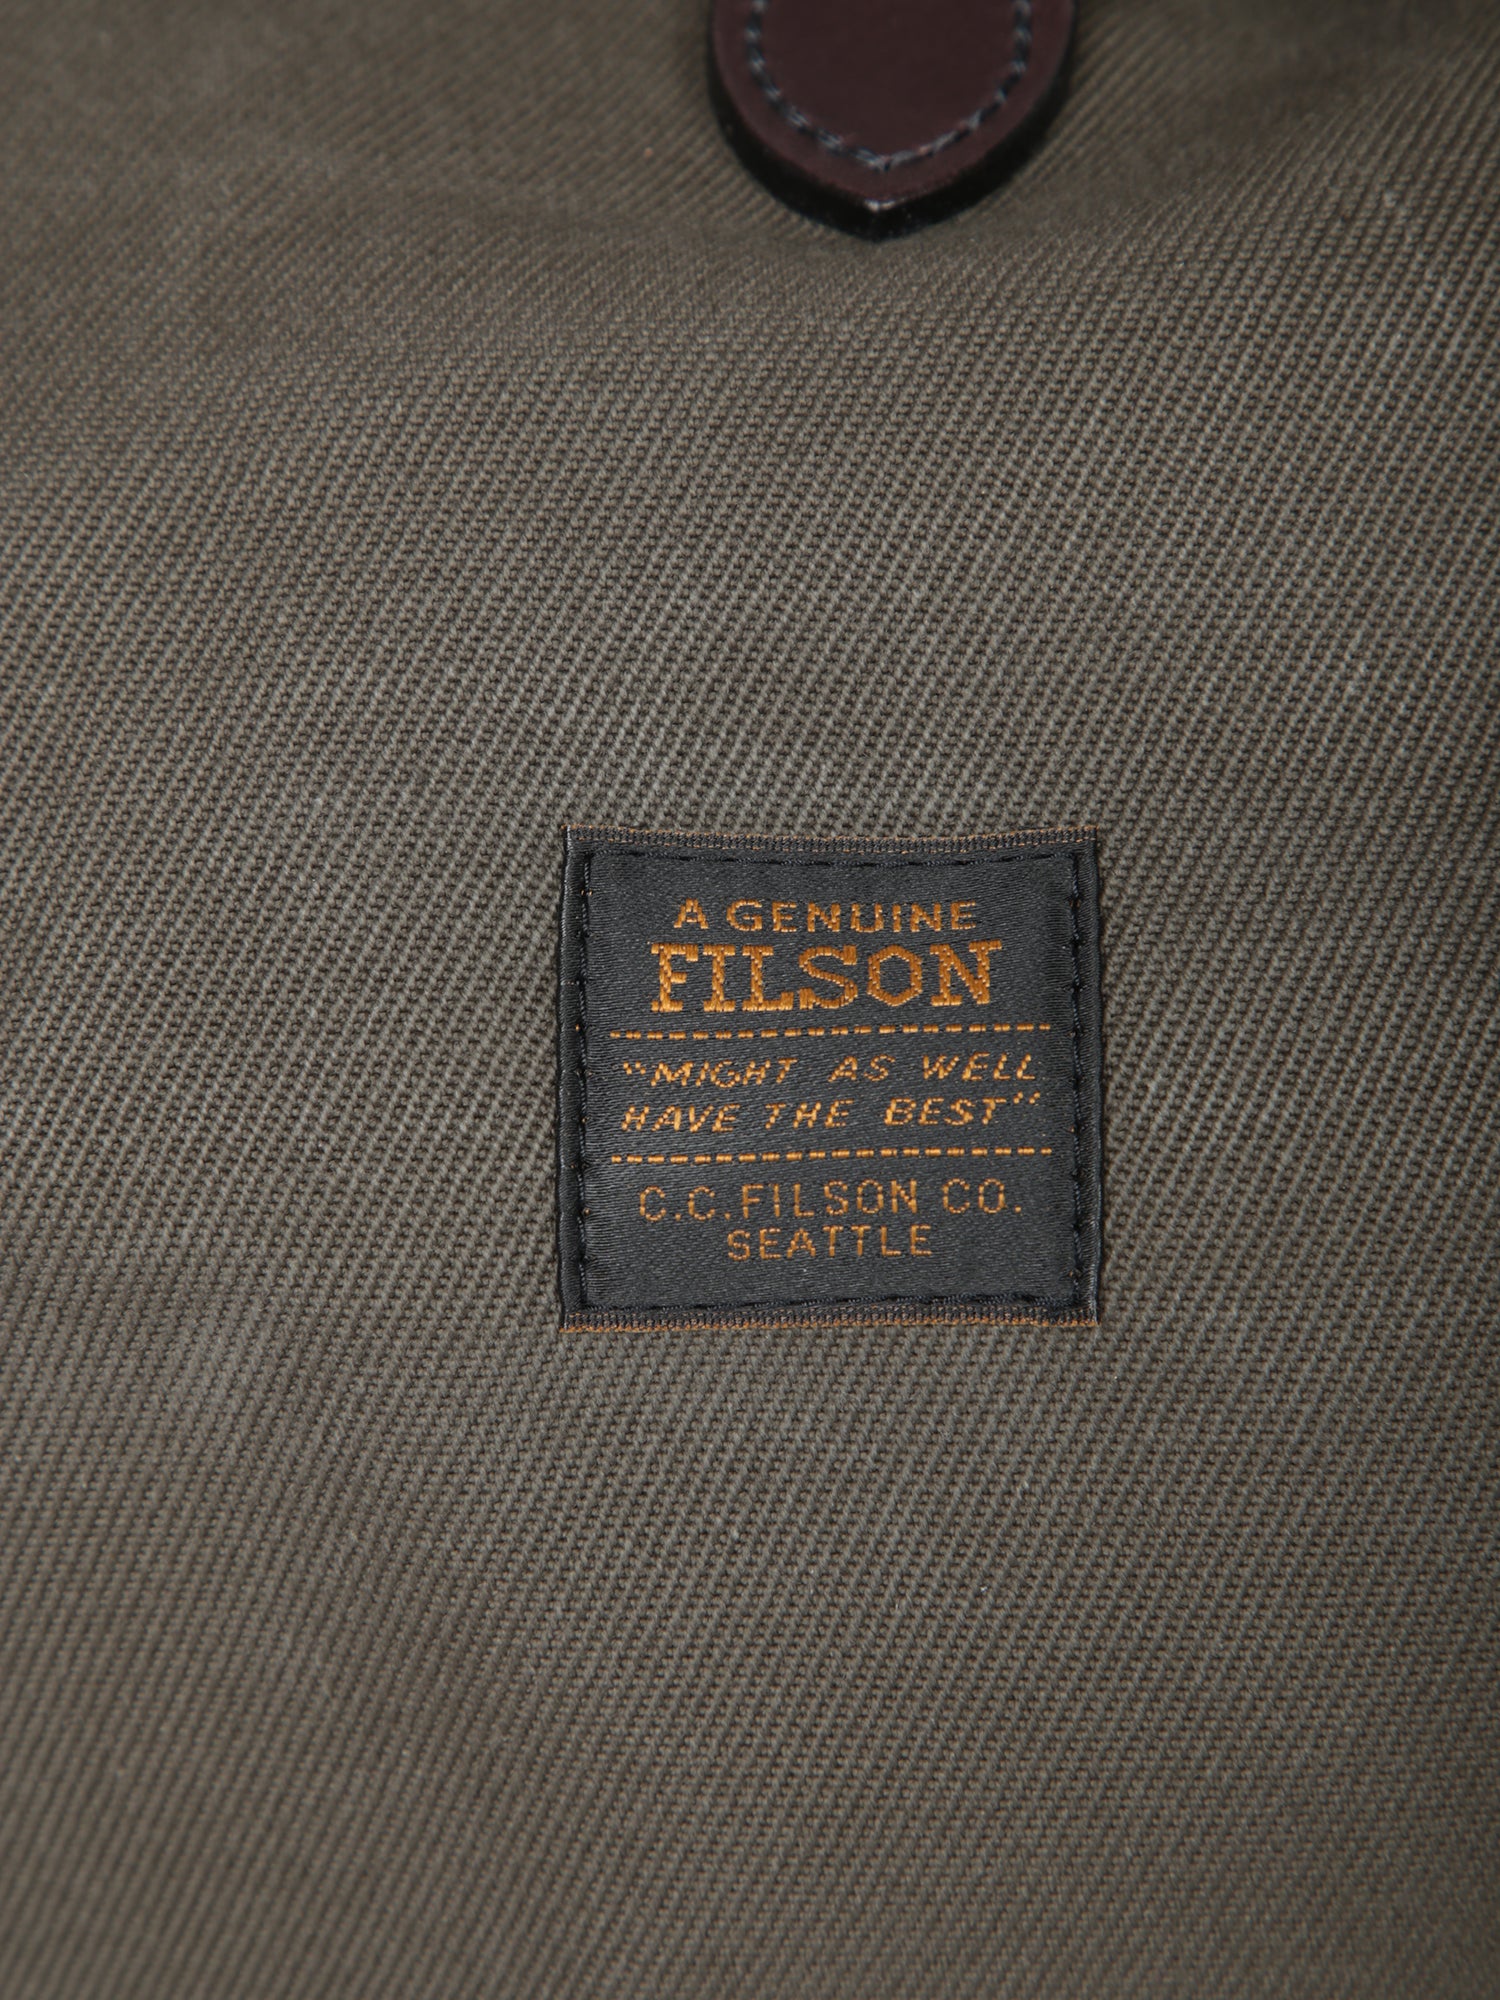 A GENUINE
FILSON
"MIGHT AS WELL
HAVE THE BEST"
C.C.FILSON CO.
SEATTLE